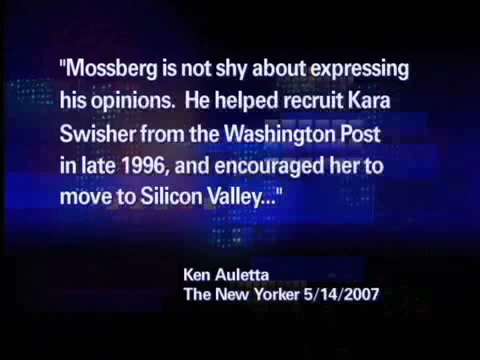 "Mossberg is not shy about expressing
his opinions. He helped recruit Kara
Swisher from the Washington Post
in late 1996, and encouraged her to
move to Silicon Valley..."
Ken Auletta
The New Yorker 5/14/2007